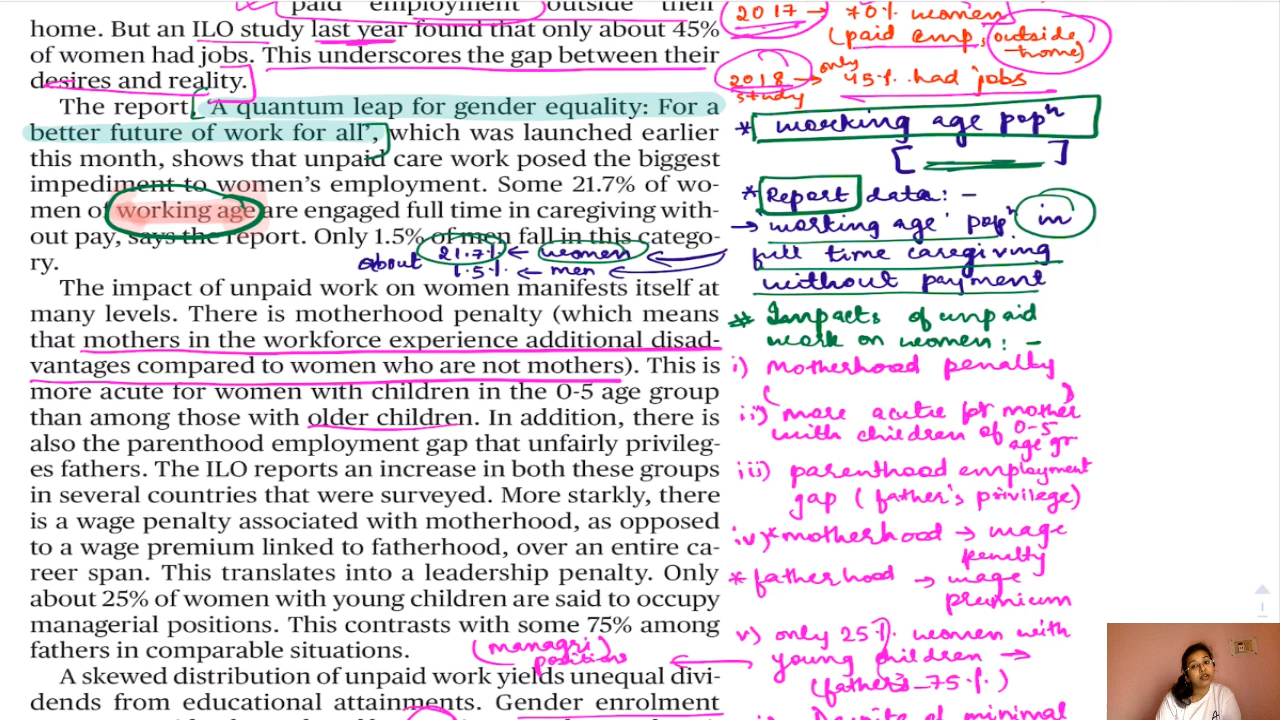 paid employment outside their
home. But an ILO study last year found that only about 45%
of women had jobs. This underscores the gap between their
desires and reality.
The report, 'A quantum leap for gender equality: For a
better future of work for all', which was launched earlier
this month, shows that unpaid care work posed the biggest
impediment to women's employment. Some 21.7% of wo-
men of working age are engaged full time in caregiving with-
out pay, says the report. Only 1.5% of men fall in this catego-
ry.
about 21.7% ← women
1.5% ← men
The impact of unpaid work on women manifests itself at
many levels. There is motherhood penalty (which means
that mothers in the workforce experience additional disad-
vantages compared to women who are not mothers). This is
more acute for women with children in the 0-5 age group
than among those with older children. In addition, there is
also the parenthood employment gap that unfairly privileg-
es fathers. The ILO reports an increase in both these groups
in several countries that were surveyed. More starkly, there
is a wage penalty associated with motherhood, as opposed
to a wage premium linked to fatherhood, over an entire ca-
reer span. This translates into a leadership penalty. Only
about 25% of women with young children are said to occupy
managerial positions. This contrasts with some 75% among
fathers in comparable situations.
(managri)
positions
A skewed distribution of unpaid work yields unequal divi-
dends from educational attainments. Gender enrolment
2017 → 70% women
(paid emp, outside
home)
2018 → only 45% had jobs
study
* working age popn
[ ]
* Report data: -
→ working age popn in
full time caregiving
without payment
* Impacts of unpaid
work on women: -
i) motherhood penalty
ii) more acute for mother
with children of 0-5
age gr
iii) parenthood employment
gap (father's privilege)
iv) * motherhood → wage
penalty
* fatherhood → wage
premium
v) only 25% women with
young children →
(father's - 75%)
Despite of minimal